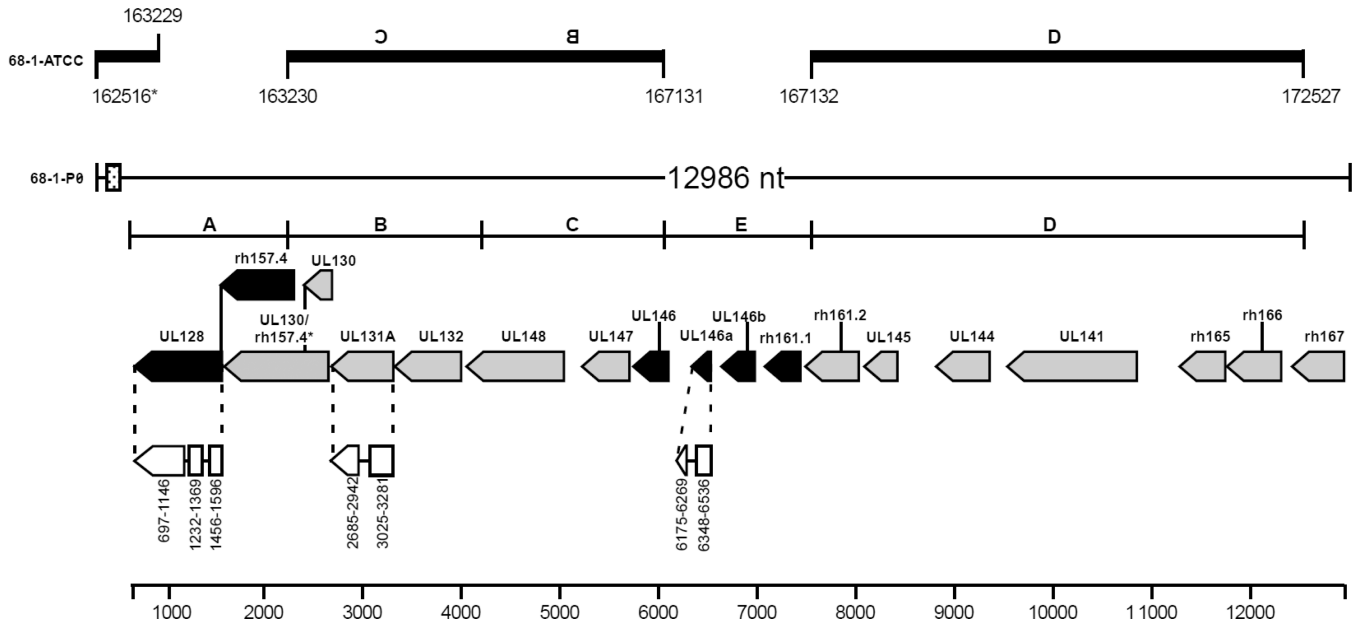 163229
C B D
68-1-ATCC
162516* 163230 167131 167132 172527
68-1-P0 12986 nt
A B C E D
rh157.4 UL130
UL128 UL130/ rh157.4* UL131A UL132 UL148 UL147 UL146 UL146a UL146b rh161.1 rh161.2 UL145 UL144 UL141 rh165 rh166 rh167
697-1146
1232-1369
1456-1596
2685-2942
3025-3281
6175-6269
6348-6536
1000 2000 3000 4000 5000 6000 7000 8000 9000 10000 11000 12000